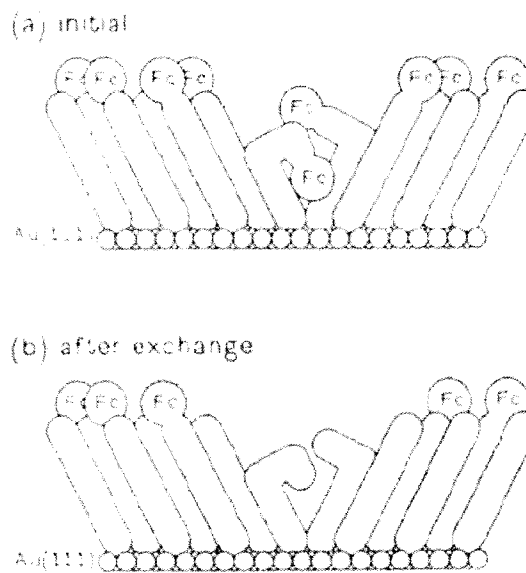 (a) initial
Fc Fc Fc Fc Fc Fc Fc
Fc
Fc
Au(111)
(b) after exchange
Fc Fc Fc Fc Fc
Au(111)